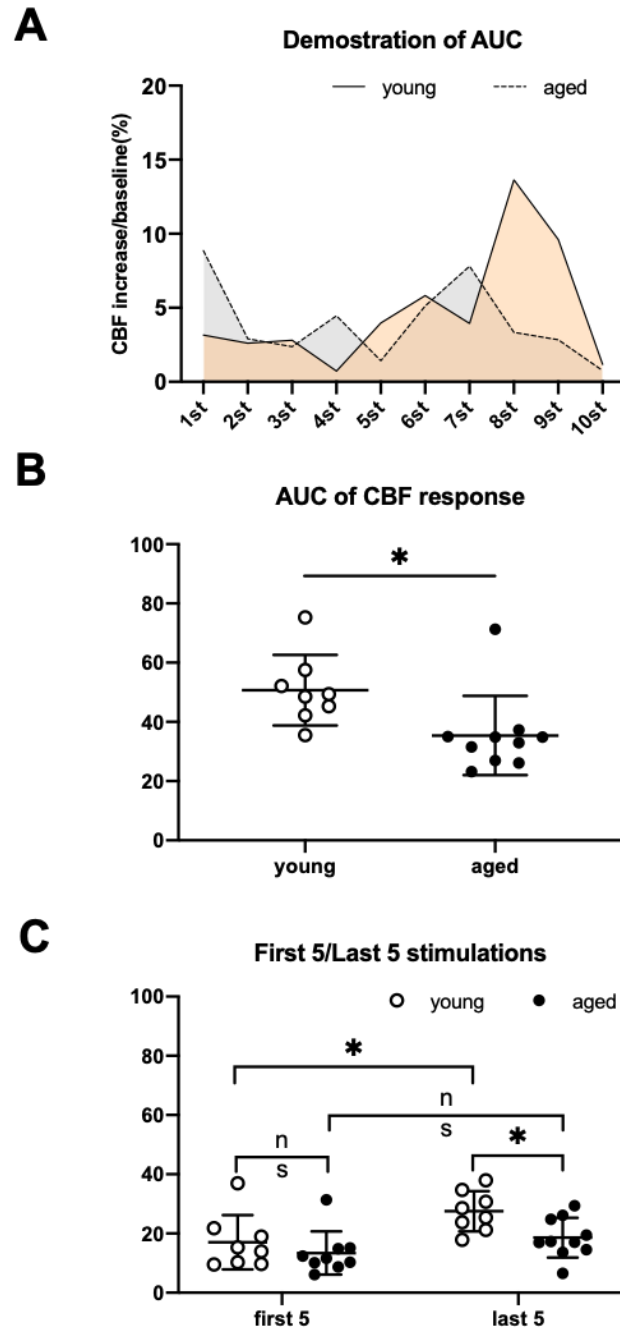 A
Demostration of AUC
young aged
CBF increase/baseline(%)
20
15
10
5
0
1st 2st 3st 4st 5st 6st 7st 8st 9st 10st
B
AUC of CBF response
100
80
60
40
20
0
*
young aged
C
First 5/Last 5 stimulations
young aged
100
80
60
40
20
0
*
n
s
n
s
*
first 5 last 5